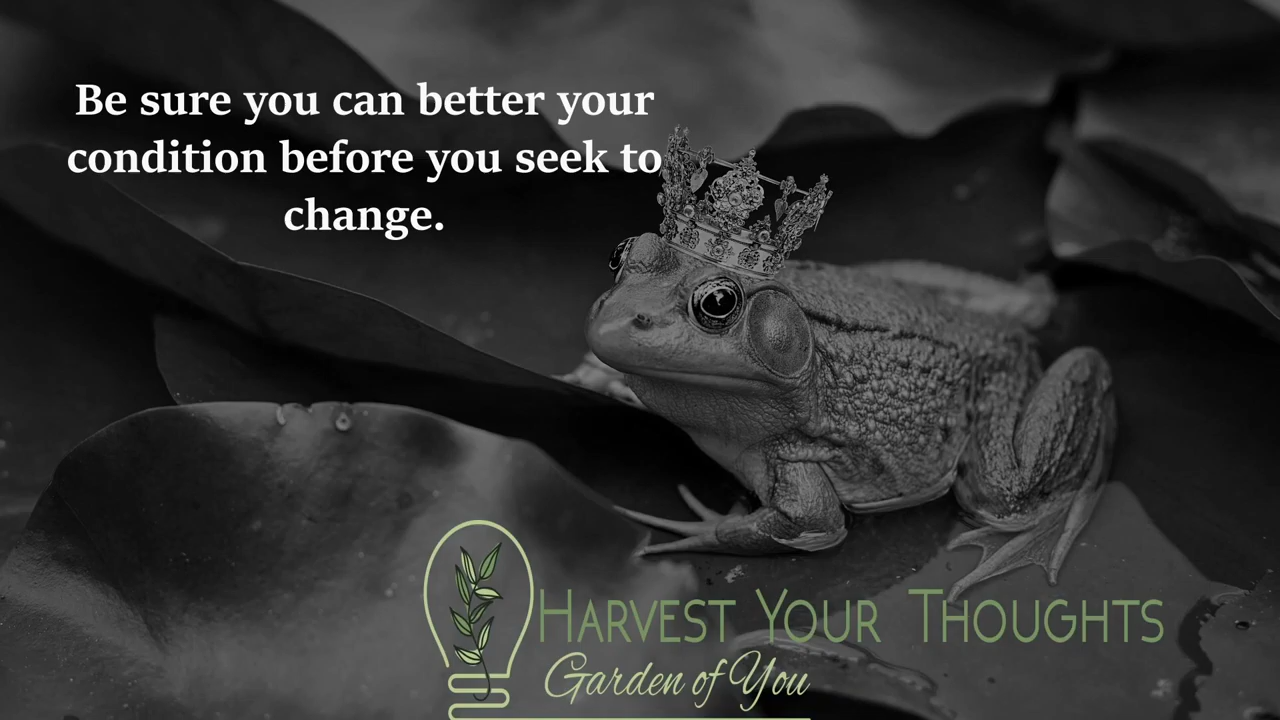 Be sure you can better your
condition before you seek to
change.
HARVEST YOUR THOUGHTS
Garden of You